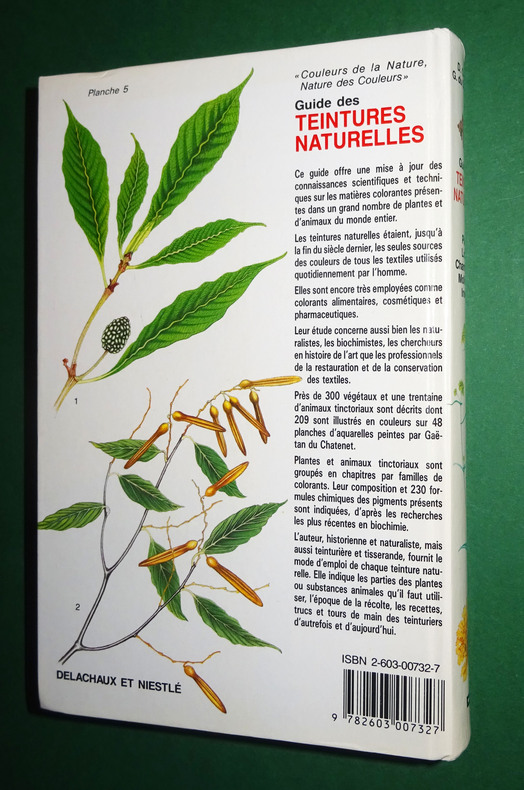 Planche 5
«Couleurs de la Nature,
Nature des Couleurs»
Guide des
TEINTURES
NATURELLES
Ce guide offre une mise à jour des
connaissances scientifiques et techni-
ques sur les matières colorantes présen-
tes dans un grand nombre de plantes et
d'animaux du monde entier.
Les teintures naturelles étaient, jusqu'à
la fin du siècle dernier, les seules sources
des couleurs de tous les textiles utilisés
quotidiennement par l'homme.
Elles sont encore très employées comme
colorants alimentaires, cosmétiques et
pharmaceutiques.
Leur étude concerne aussi bien les natu-
ralistes, les biochimistes, les chercheurs
en histoire de l'art que les professionnels
de la restauration et de la conservation
des textiles.
Près de 300 végétaux et une trentaine
d'animaux tinctoriaux sont décrits dont
209 sont illustrés en couleurs sur 48
planches d'aquarelles peintes par Gaë-
tan du Chatenet.
Plantes et animaux tinctoriaux sont
groupés en chapitres par familles de
colorants. Leur composition et 230 for-
mules chimiques des pigments présents
sont indiquées, d'après les recherches
les plus récentes en biochimie.
L'auteur, historienne et naturaliste, mais
aussi teinturière et tisserande, fournit le
mode d'emploi de chaque teinture natu-
relle. Elle indique les parties des plantes
ou substances animales qu'il faut utili-
ser, l'époque de la récolte, les recettes,
trucs et tours de main des teinturiers
d'autrefois et d'aujourd'hui.
1
2
DELACHAUX ET NIESTLÉ
ISBN 2-603-00732-7
9 782603 007327